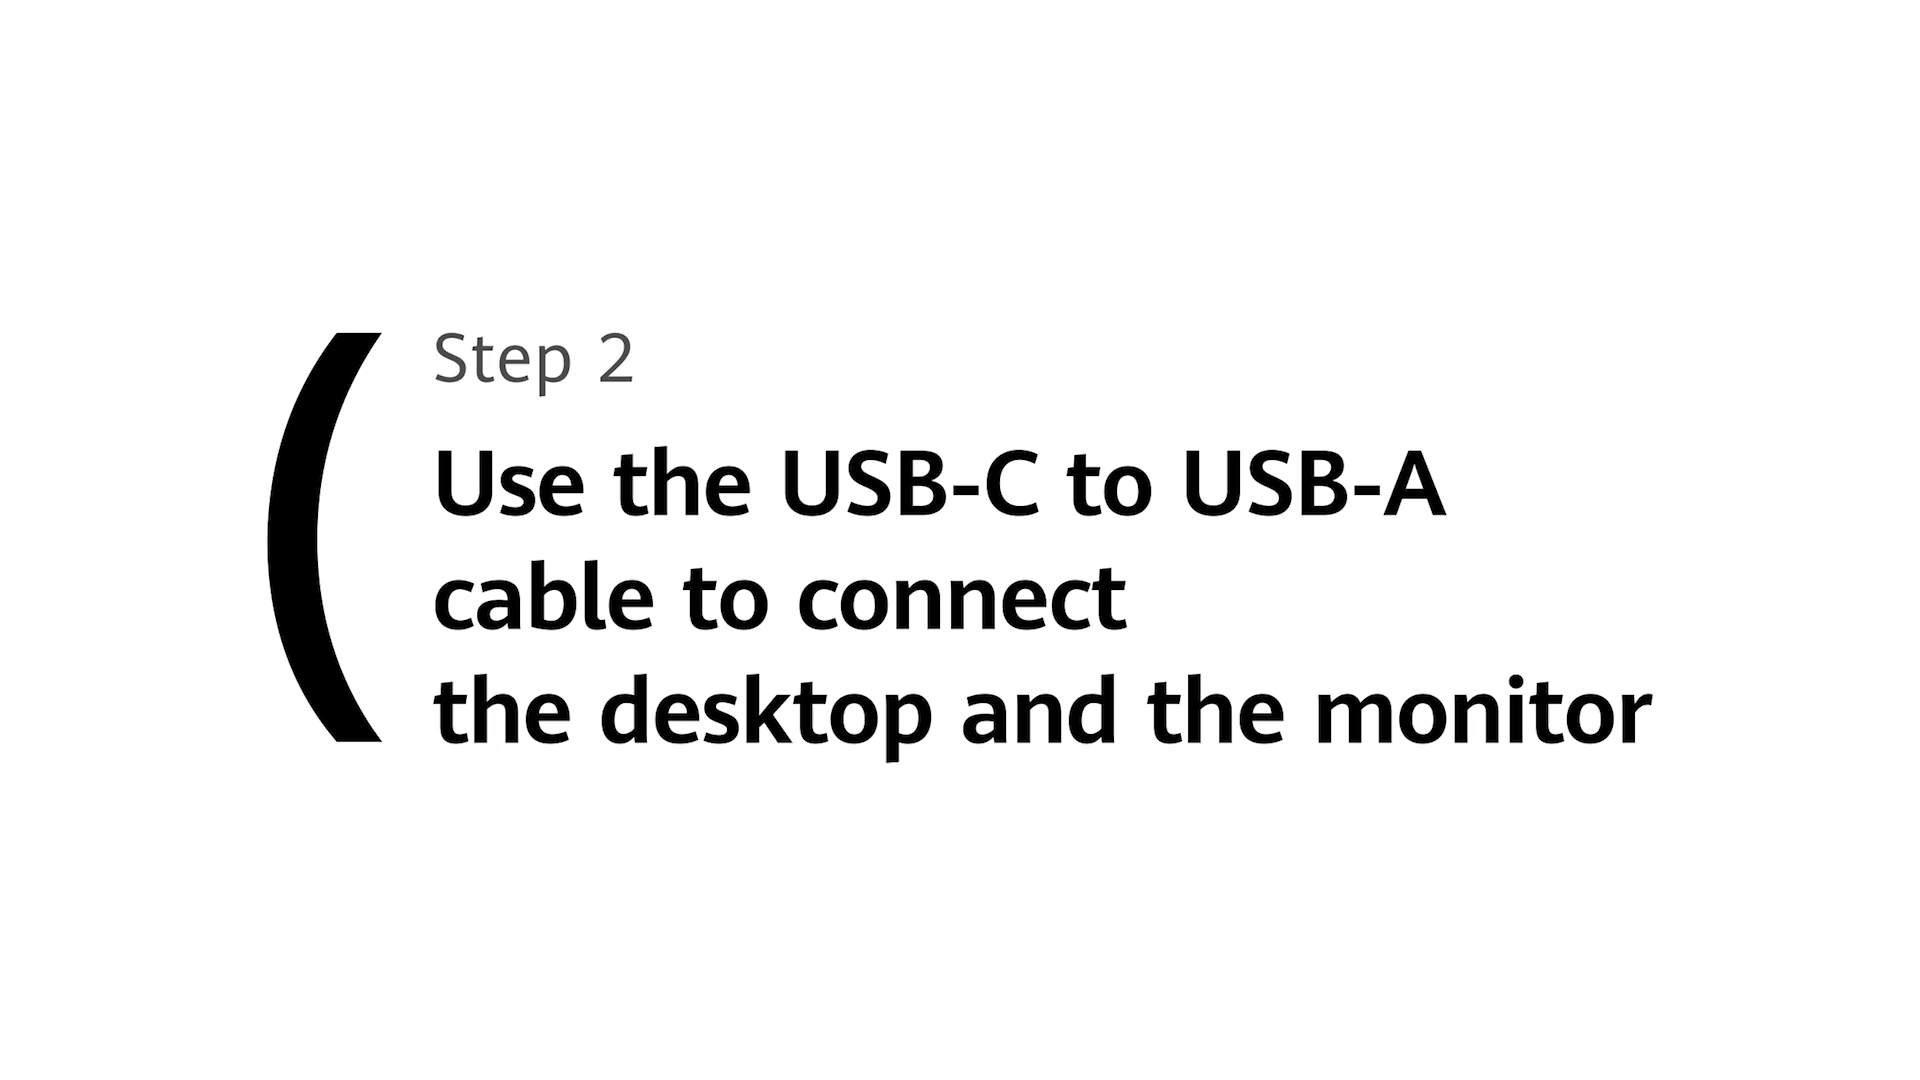 Step 2
Use the USB-C to USB-A
cable to connect
the desktop and the monitor